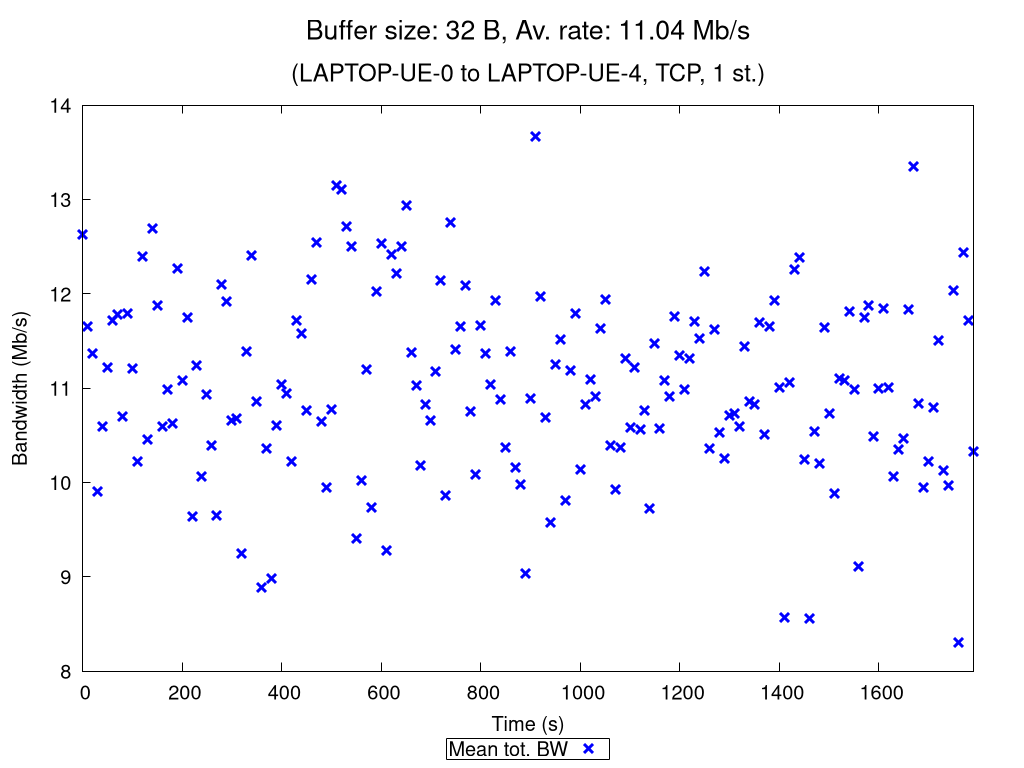 Buffer size: 32 B, Av. rate: 11.04 Mb/s
(LAPTOP-UE-0 to LAPTOP-UE-4, TCP, 1 st.)
14
13
12
11
10
9
8
Bandwidth (Mb/s)
0 200 400 600 800 1000 1200 1400 1600
Time (s)
Mean tot. BW